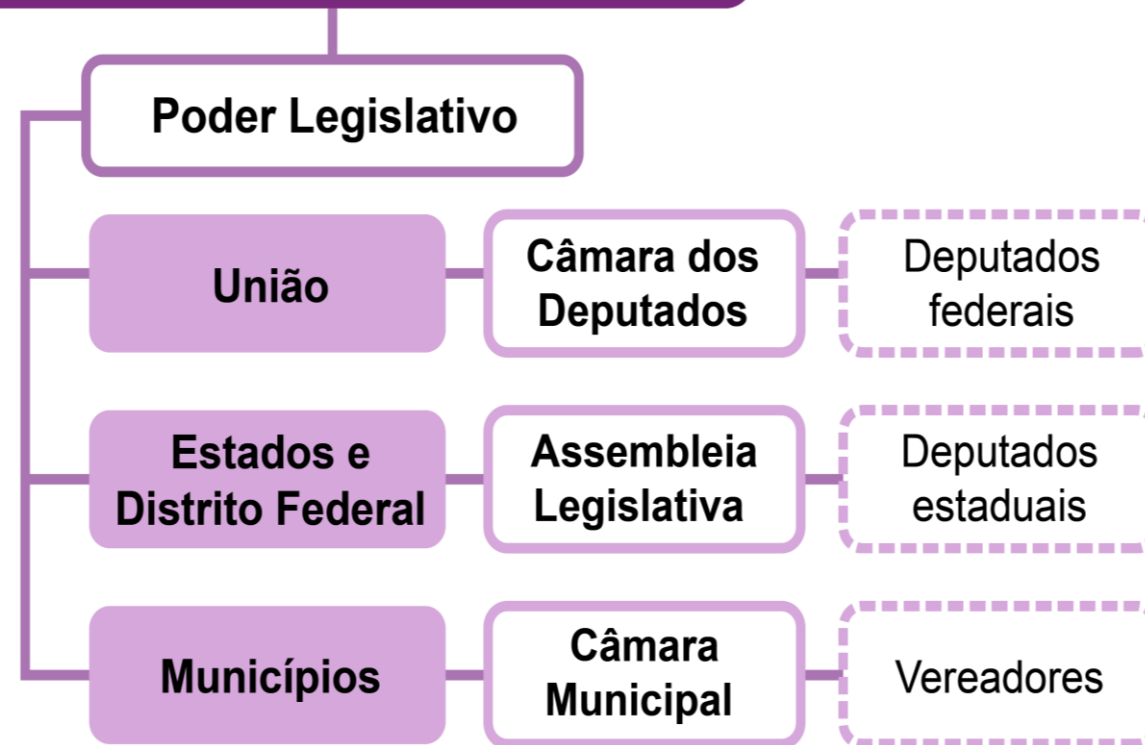 Poder Legislativo
União
Câmara dos
Deputados
Deputados
federais
Estados e
Distrito Federal
Assembleia
Legislativa
Deputados
estaduais
Municípios
Câmara
Municipal
Vereadores